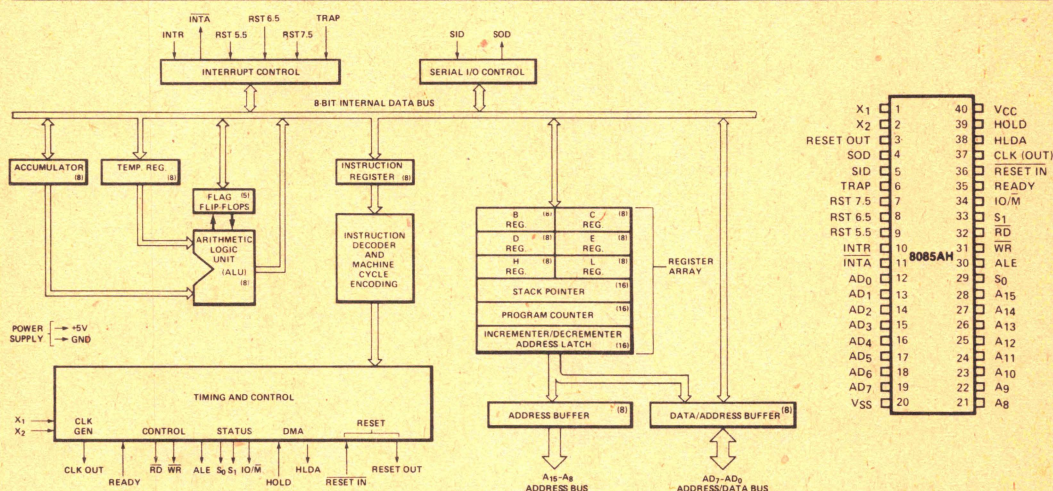 INTR
INTA
RST 5.5
RST 6.5
RST 7.5
TRAP
INTERRUPT CONTROL
SID
SOD
SERIAL I/O CONTROL
8-BIT INTERNAL DATA BUS
ACCUMULATOR (8)
TEMP. REG. (8)
FLAG (5)
FLIP-FLOPS
ARITHMETIC
LOGIC
UNIT
(ALU)
(8)
INSTRUCTION
REGISTER (8)
INSTRUCTION
DECODER
AND
MACHINE
CYCLE
ENCODING
B (8)
REG.
C (8)
REG.
D (8)
REG.
E (8)
REG.
H (8)
REG.
L (8)
REG.
STACK POINTER (16)
PROGRAM COUNTER (16)
INCREMENTER/DECREMENTER
ADDRESS LATCH (16)
REGISTER
ARRAY
POWER
SUPPLY
+5V
GND
TIMING AND CONTROL
X1
X2
CLK
GEN
CONTROL
STATUS
DMA
RESET
CLK OUT
READY
RD
WR
ALE
S0 S1 IO/M
HOLD
HLDA
RESET IN
RESET OUT
ADDRESS BUFFER (8)
DATA/ADDRESS BUFFER (8)
A15-A8
ADDRESS BUS
AD7-AD0
ADDRESS/DATA BUS
X1 1 40 VCC
X2 2 39 HOLD
RESET OUT 3 38 HLDA
SOD 4 37 CLK (OUT)
SID 5 36 RESET IN
TRAP 6 35 READY
RST 7.5 7 34 IO/M
RST 6.5 8 33 S1
RST 5.5 9 32 RD
INTR 10 31 WR
INTA 11 8085AH 30 ALE
AD0 12 29 S0
AD1 13 28 A15
AD2 14 27 A14
AD3 15 26 A13
AD4 16 25 A12
AD5 17 24 A11
AD6 18 23 A10
AD7 19 22 A9
VSS 20 21 A8